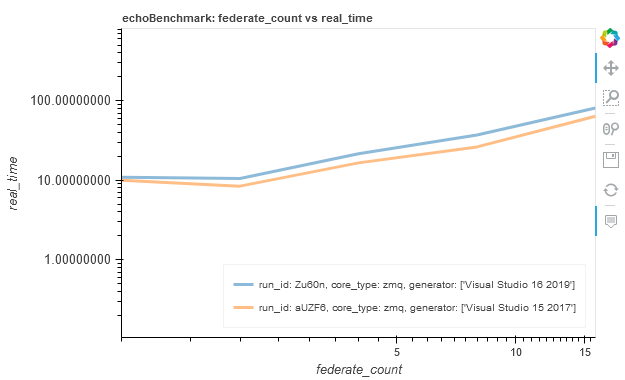 echoBenchmark: federate_count vs real_time
100.00000000
10.00000000
1.00000000
real_time
run_id: Zu60n, core_type: zmq, generator: ['Visual Studio 16 2019']
run_id: aUZF6, core_type: zmq, generator: ['Visual Studio 15 2017']
5
10
15
federate_count